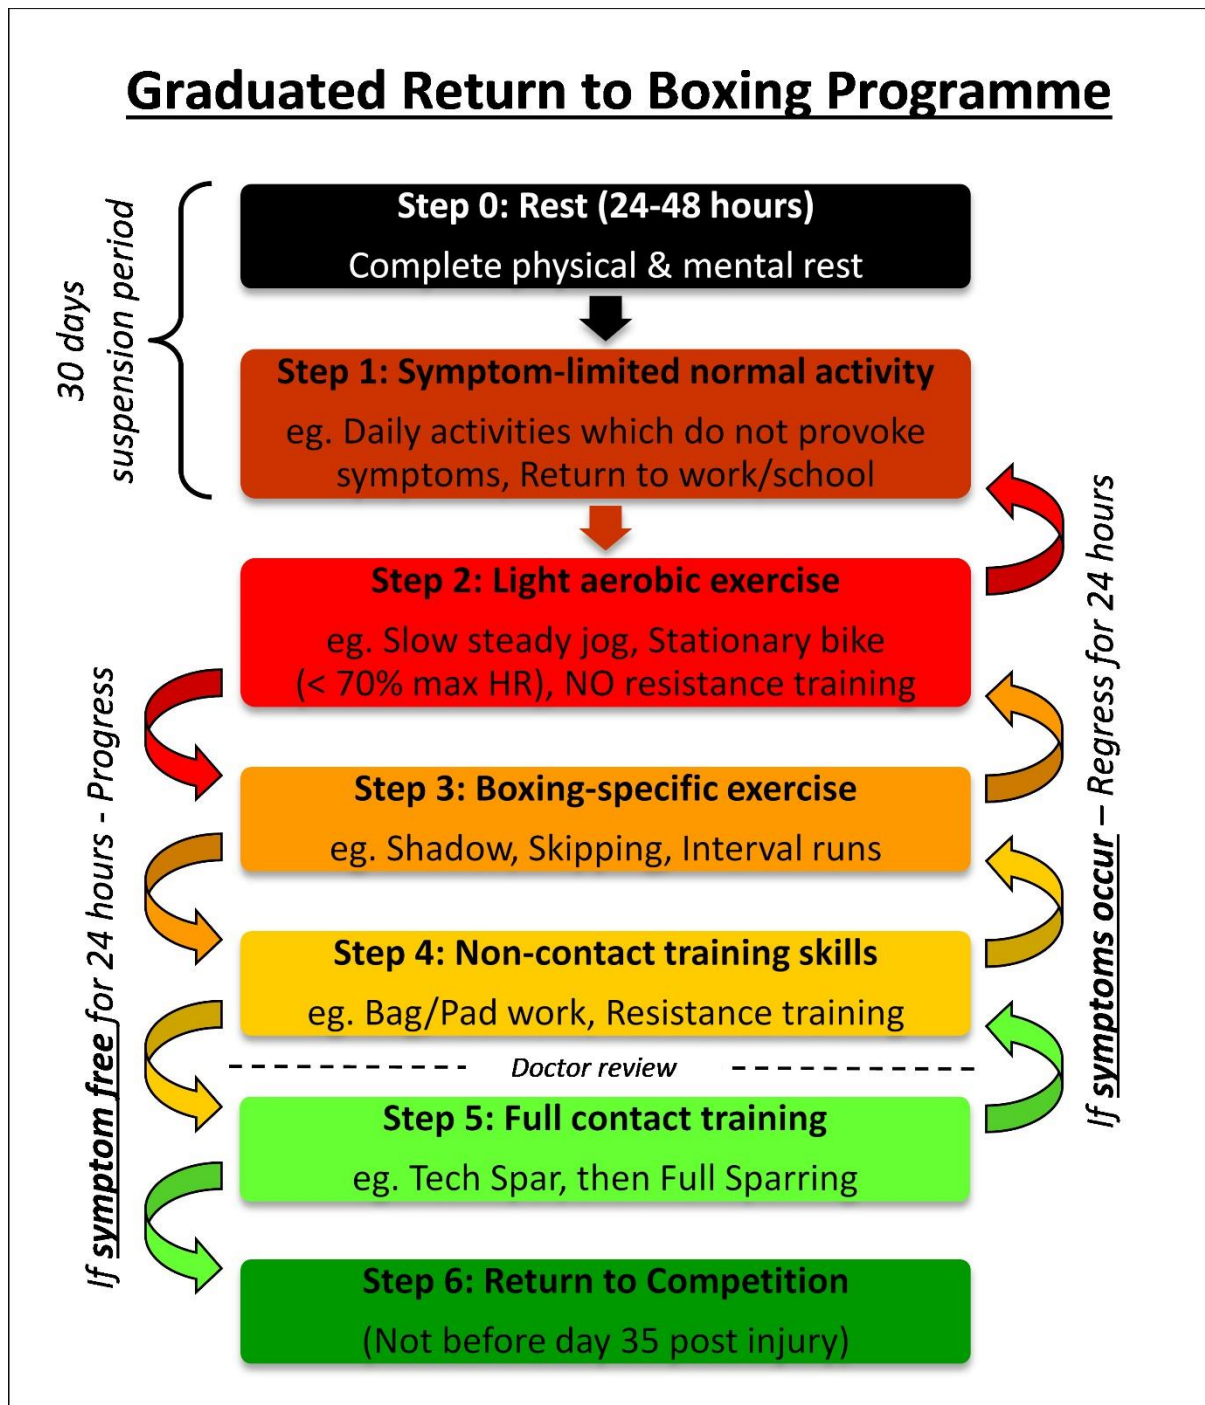 Graduated Return to Boxing Programme
30 days
suspension period
Step 0: Rest (24-48 hours)
Complete physical & mental rest
Step 1: Symptom-limited normal activity
eg. Daily activities which do not provoke
symptoms, Return to work/school
Step 2: Light aerobic exercise
eg. Slow steady jog, Stationary bike
(< 70% max HR), NO resistance training
Step 3: Boxing-specific exercise
eg. Shadow, Skipping, Interval runs
Step 4: Non-contact training skills
eg. Bag/Pad work, Resistance training
Doctor review
Step 5: Full contact training
eg. Tech Spar, then Full Sparring
Step 6: Return to Competition
(Not before day 35 post injury)
If symptom free for 24 hours - Progress
If symptoms occur – Regress for 24 hours